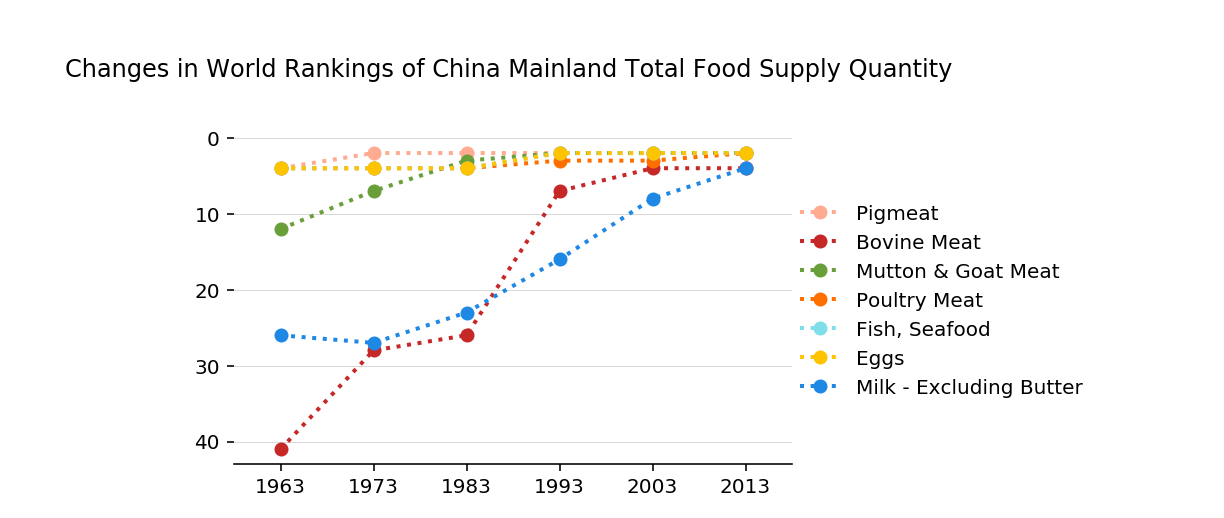 Changes in World Rankings of China Mainland Total Food Supply Quantity
0
10
20
30
40
1963 1973 1983 1993 2003 2013
Pigmeat
Bovine Meat
Mutton & Goat Meat
Poultry Meat
Fish, Seafood
Eggs
Milk - Excluding Butter